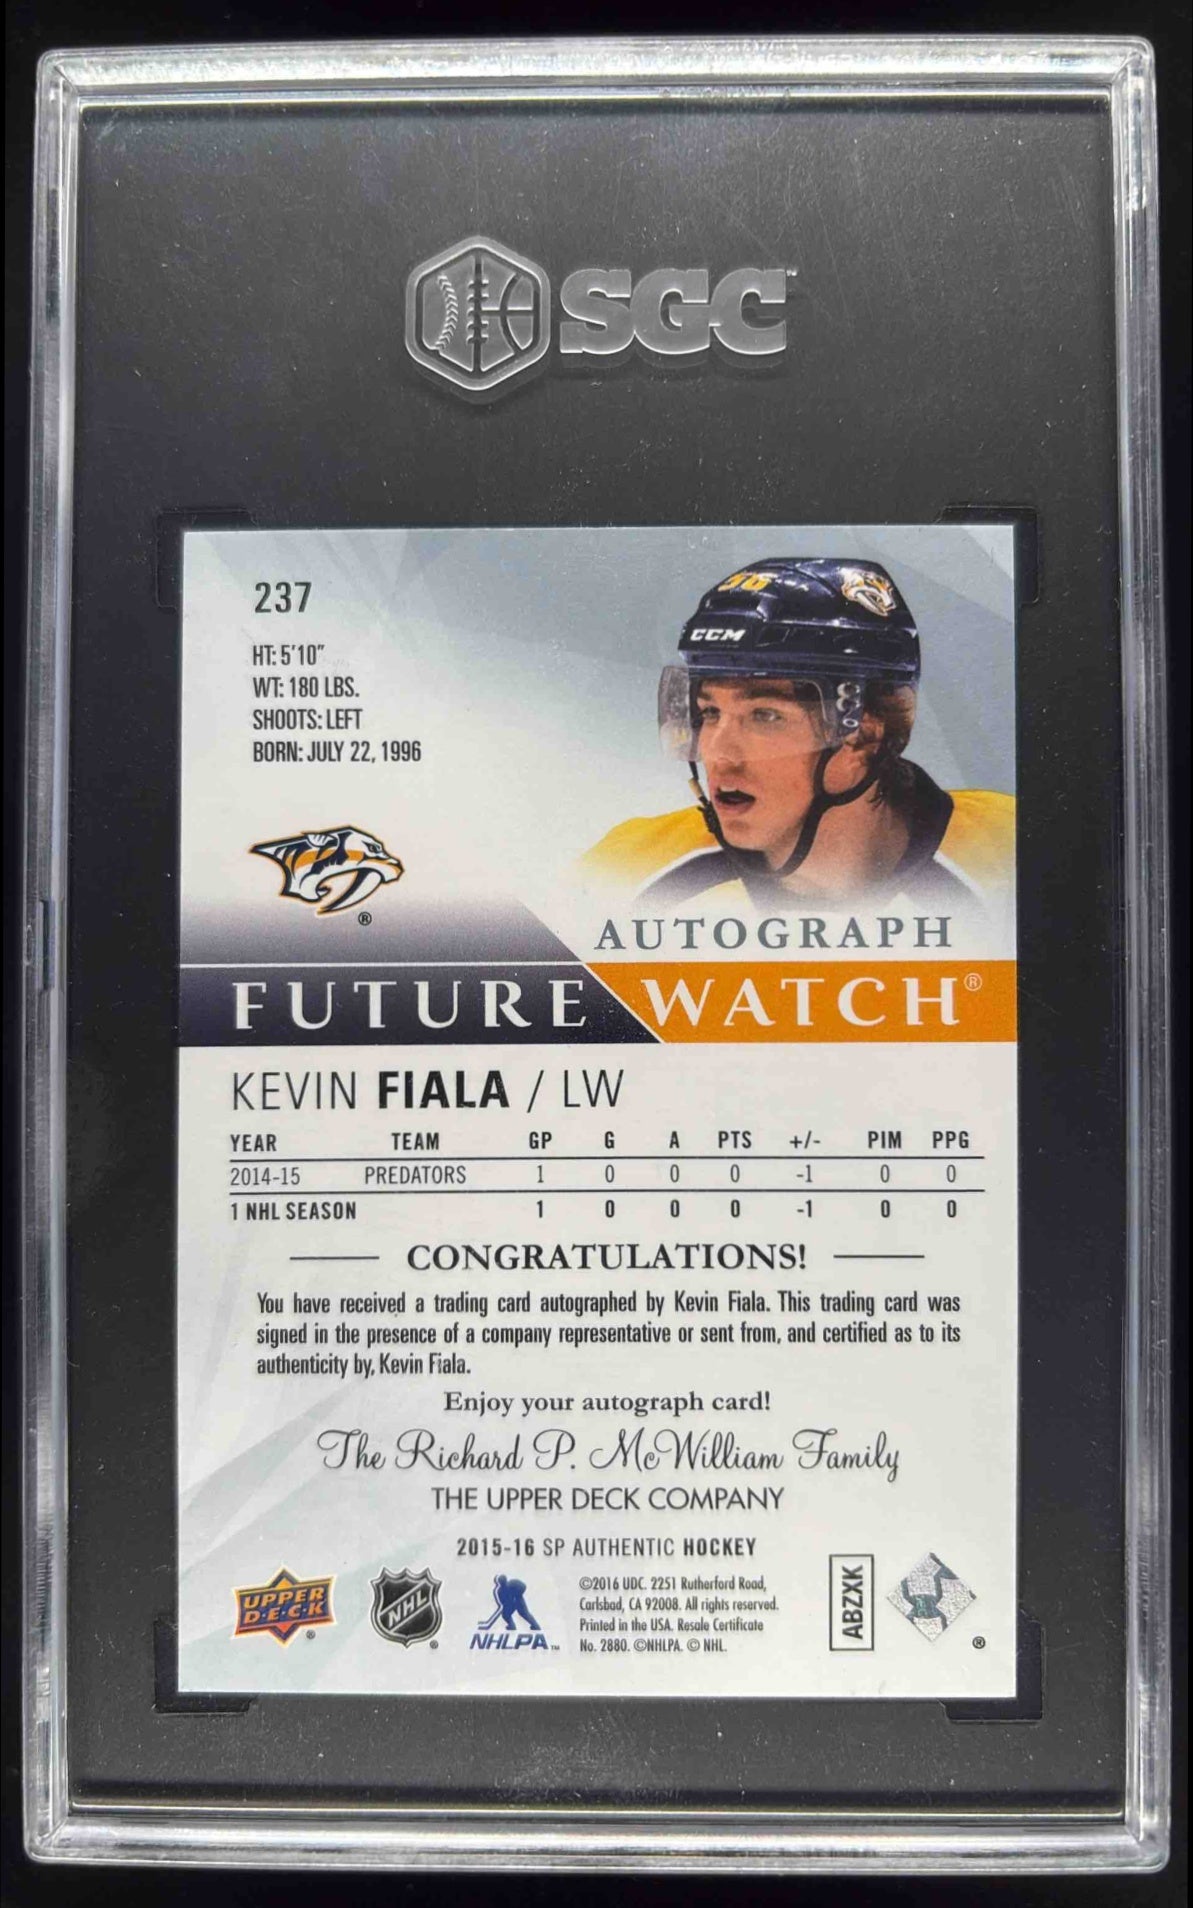 SGC™
237
HT: 5'10"
WT: 180 LBS.
SHOOTS: LEFT
BORN: JULY 22, 1996
56
CCM
®
AUTOGRAPH
FUTURE WATCH®
KEVIN FIALA / LW
YEAR TEAM GP G A PTS +/- PIM PPG
2014-15 PREDATORS 1 0 0 0 -1 0 0
1 NHL SEASON 1 0 0 0 -1 0 0
CONGRATULATIONS!
You have received a trading card autographed by Kevin Fiala. This trading card was
signed in the presence of a company representative or sent from, and certified as to its
authenticity by, Kevin Fiala.
Enjoy your autograph card!
The Richard P. McWilliam Family
THE UPPER DECK COMPANY
2015-16 SP AUTHENTIC HOCKEY
UPPER
D·E·C·K
®
NHL
®
NHLPA™
©2016 UDC. 2251 Rutherford Road,
Carlsbad, CA 92008. All rights reserved.
Printed in the USA. Resale Certificate
No. 2880. ©NHLPA. © NHL.
ABZXK
®